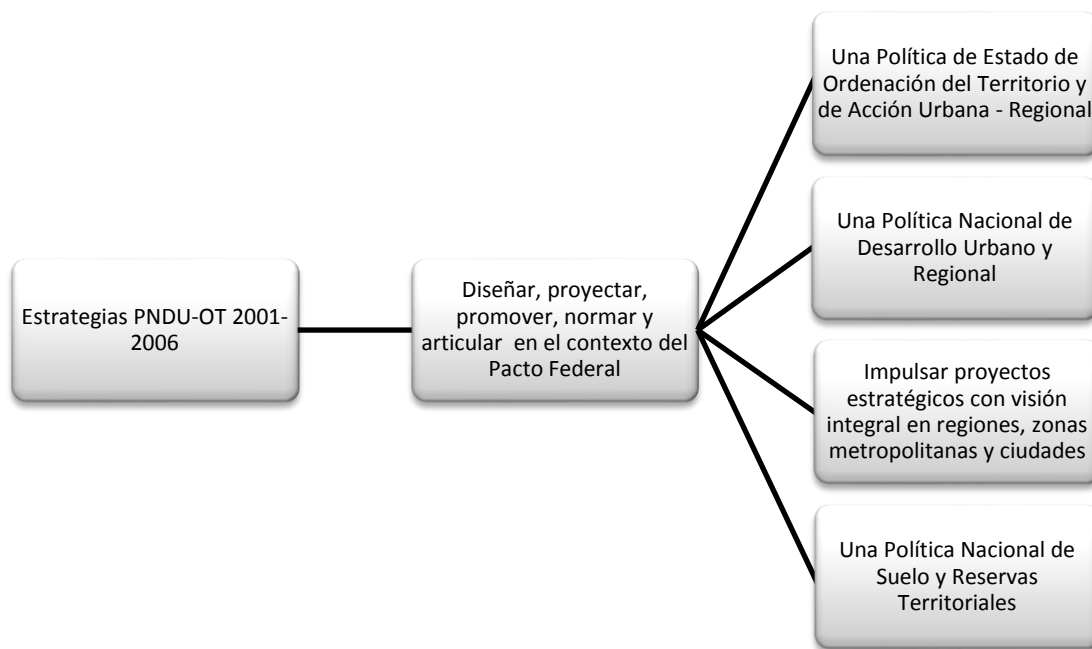 Estrategias PNDU-OT 2001-
2006
Diseñar, proyectar,
promover, normar y
articular en el contexto del
Pacto Federal
Una Política de Estado de
Ordenación del Territorio y
de Acción Urbana - Regional
Una Política Nacional de
Desarrollo Urbano y
Regional
Impulsar proyectos
estratégicos con visión
integral en regiones, zonas
metropolitanas y ciudades
Una Política Nacional de
Suelo y Reservas
Territoriales